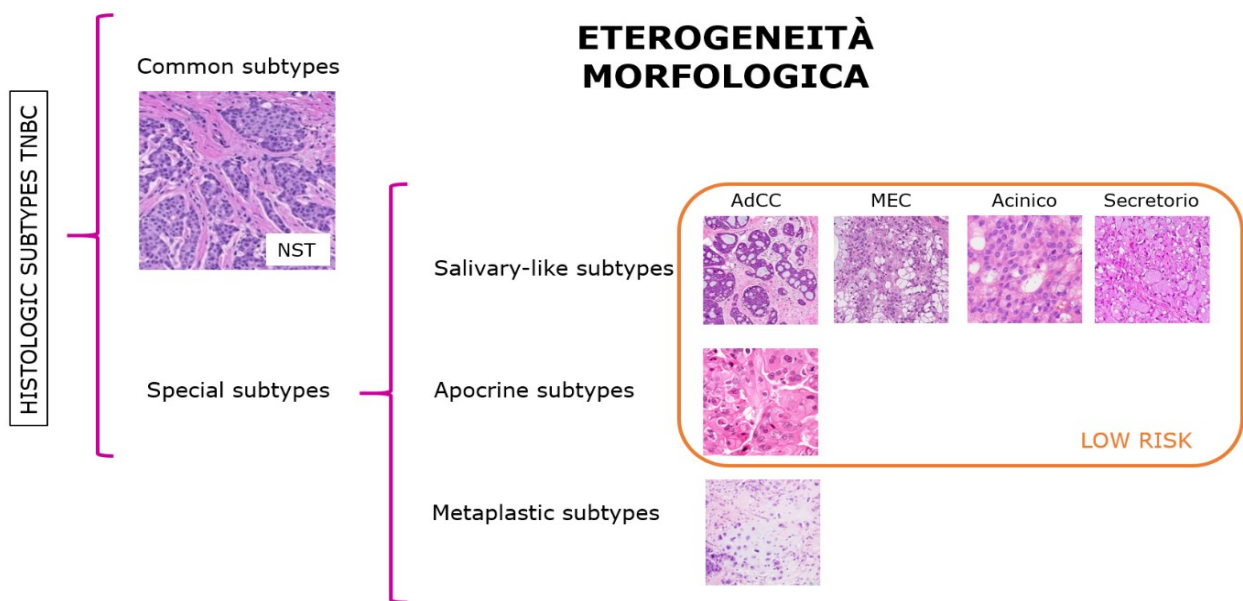 ETEROGENEITÀ
MORFOLOGICA
HISTOLOGIC SUBTYPES TNBC
Common subtypes
NST
Special subtypes
Salivary-like subtypes
AdCC
MEC
Acinico
Secretorio
Apocrine subtypes
LOW RISK
Metaplastic subtypes